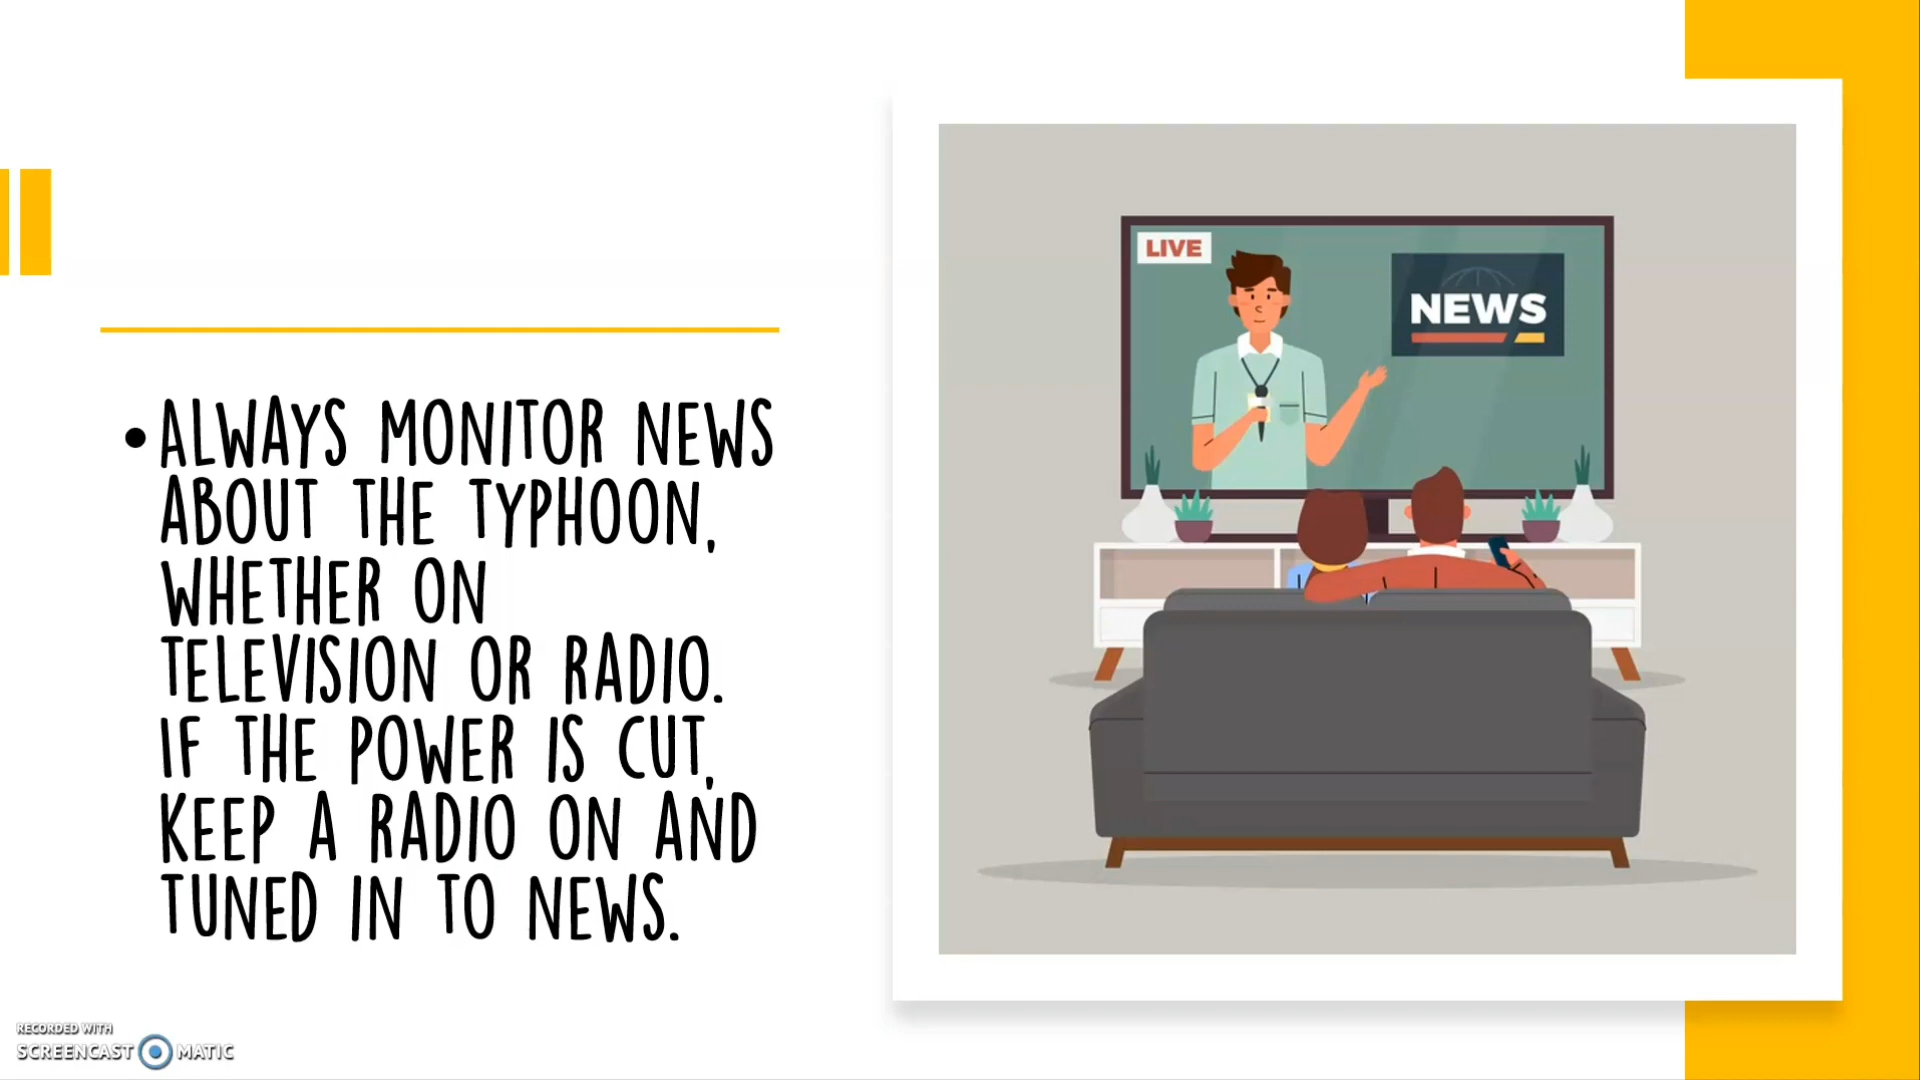 • ALWAYS MONITOR NEWS
ABOUT THE TYPHOON,
WHETHER ON
TELEVISION OR RADIO.
IF THE POWER IS CUT,
KEEP A RADIO ON AND
TUNED IN TO NEWS.
LIVE
NEWS
RECORDED WITH
SCREENCAST MATIC